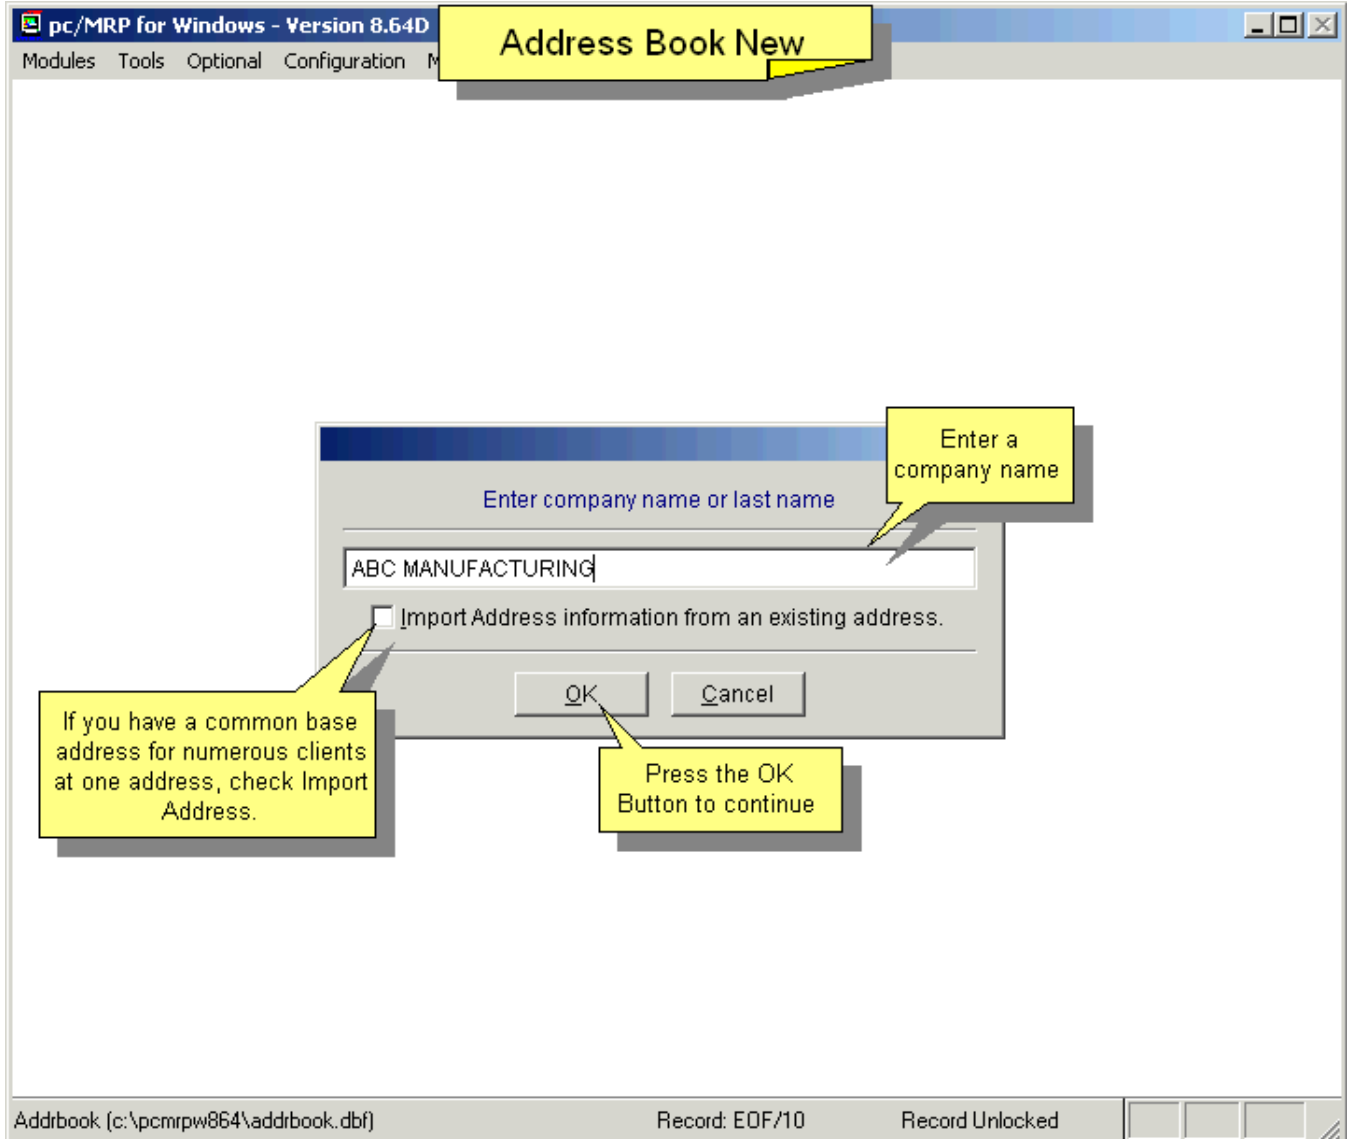 pc/MRP for Windows - Version 8.64D
Address Book New
Modules Tools Optional Configuration
Enter a
company name
Enter company name or last name
ABC MANUFACTURING
Import Address information from an existing address.
OK Cancel
If you have a common base
address for numerous clients
at one address, check Import
Address.
Press the OK
Button to continue
Addrbook (c:\pcmrpw864\addrbook.dbf) Record: EOF/10 Record Unlocked